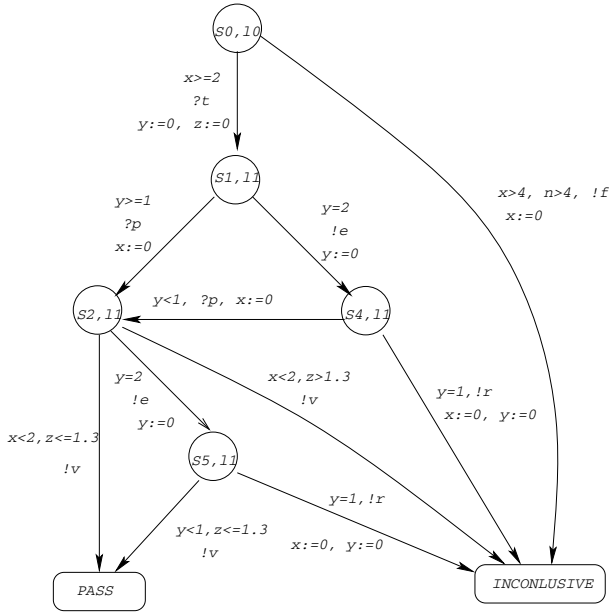 S0,l0
x>=2
?t
y:=0, z:=0
S1,l1
x>4, n>4, !f
x:=0
y>=1
?p
x:=0
y=2
!e
y:=0
S2,l1
y<1, ?p, x:=0
S4,l1
y=2
!e
y:=0
x<2,z>1.3
!v
y=1,!r
x:=0, y:=0
x<2,z<=1.3
!v
S5,l1
y<1,z<=1.3
!v
y=1,!r
x:=0, y:=0
PASS
INCONLUSIVE